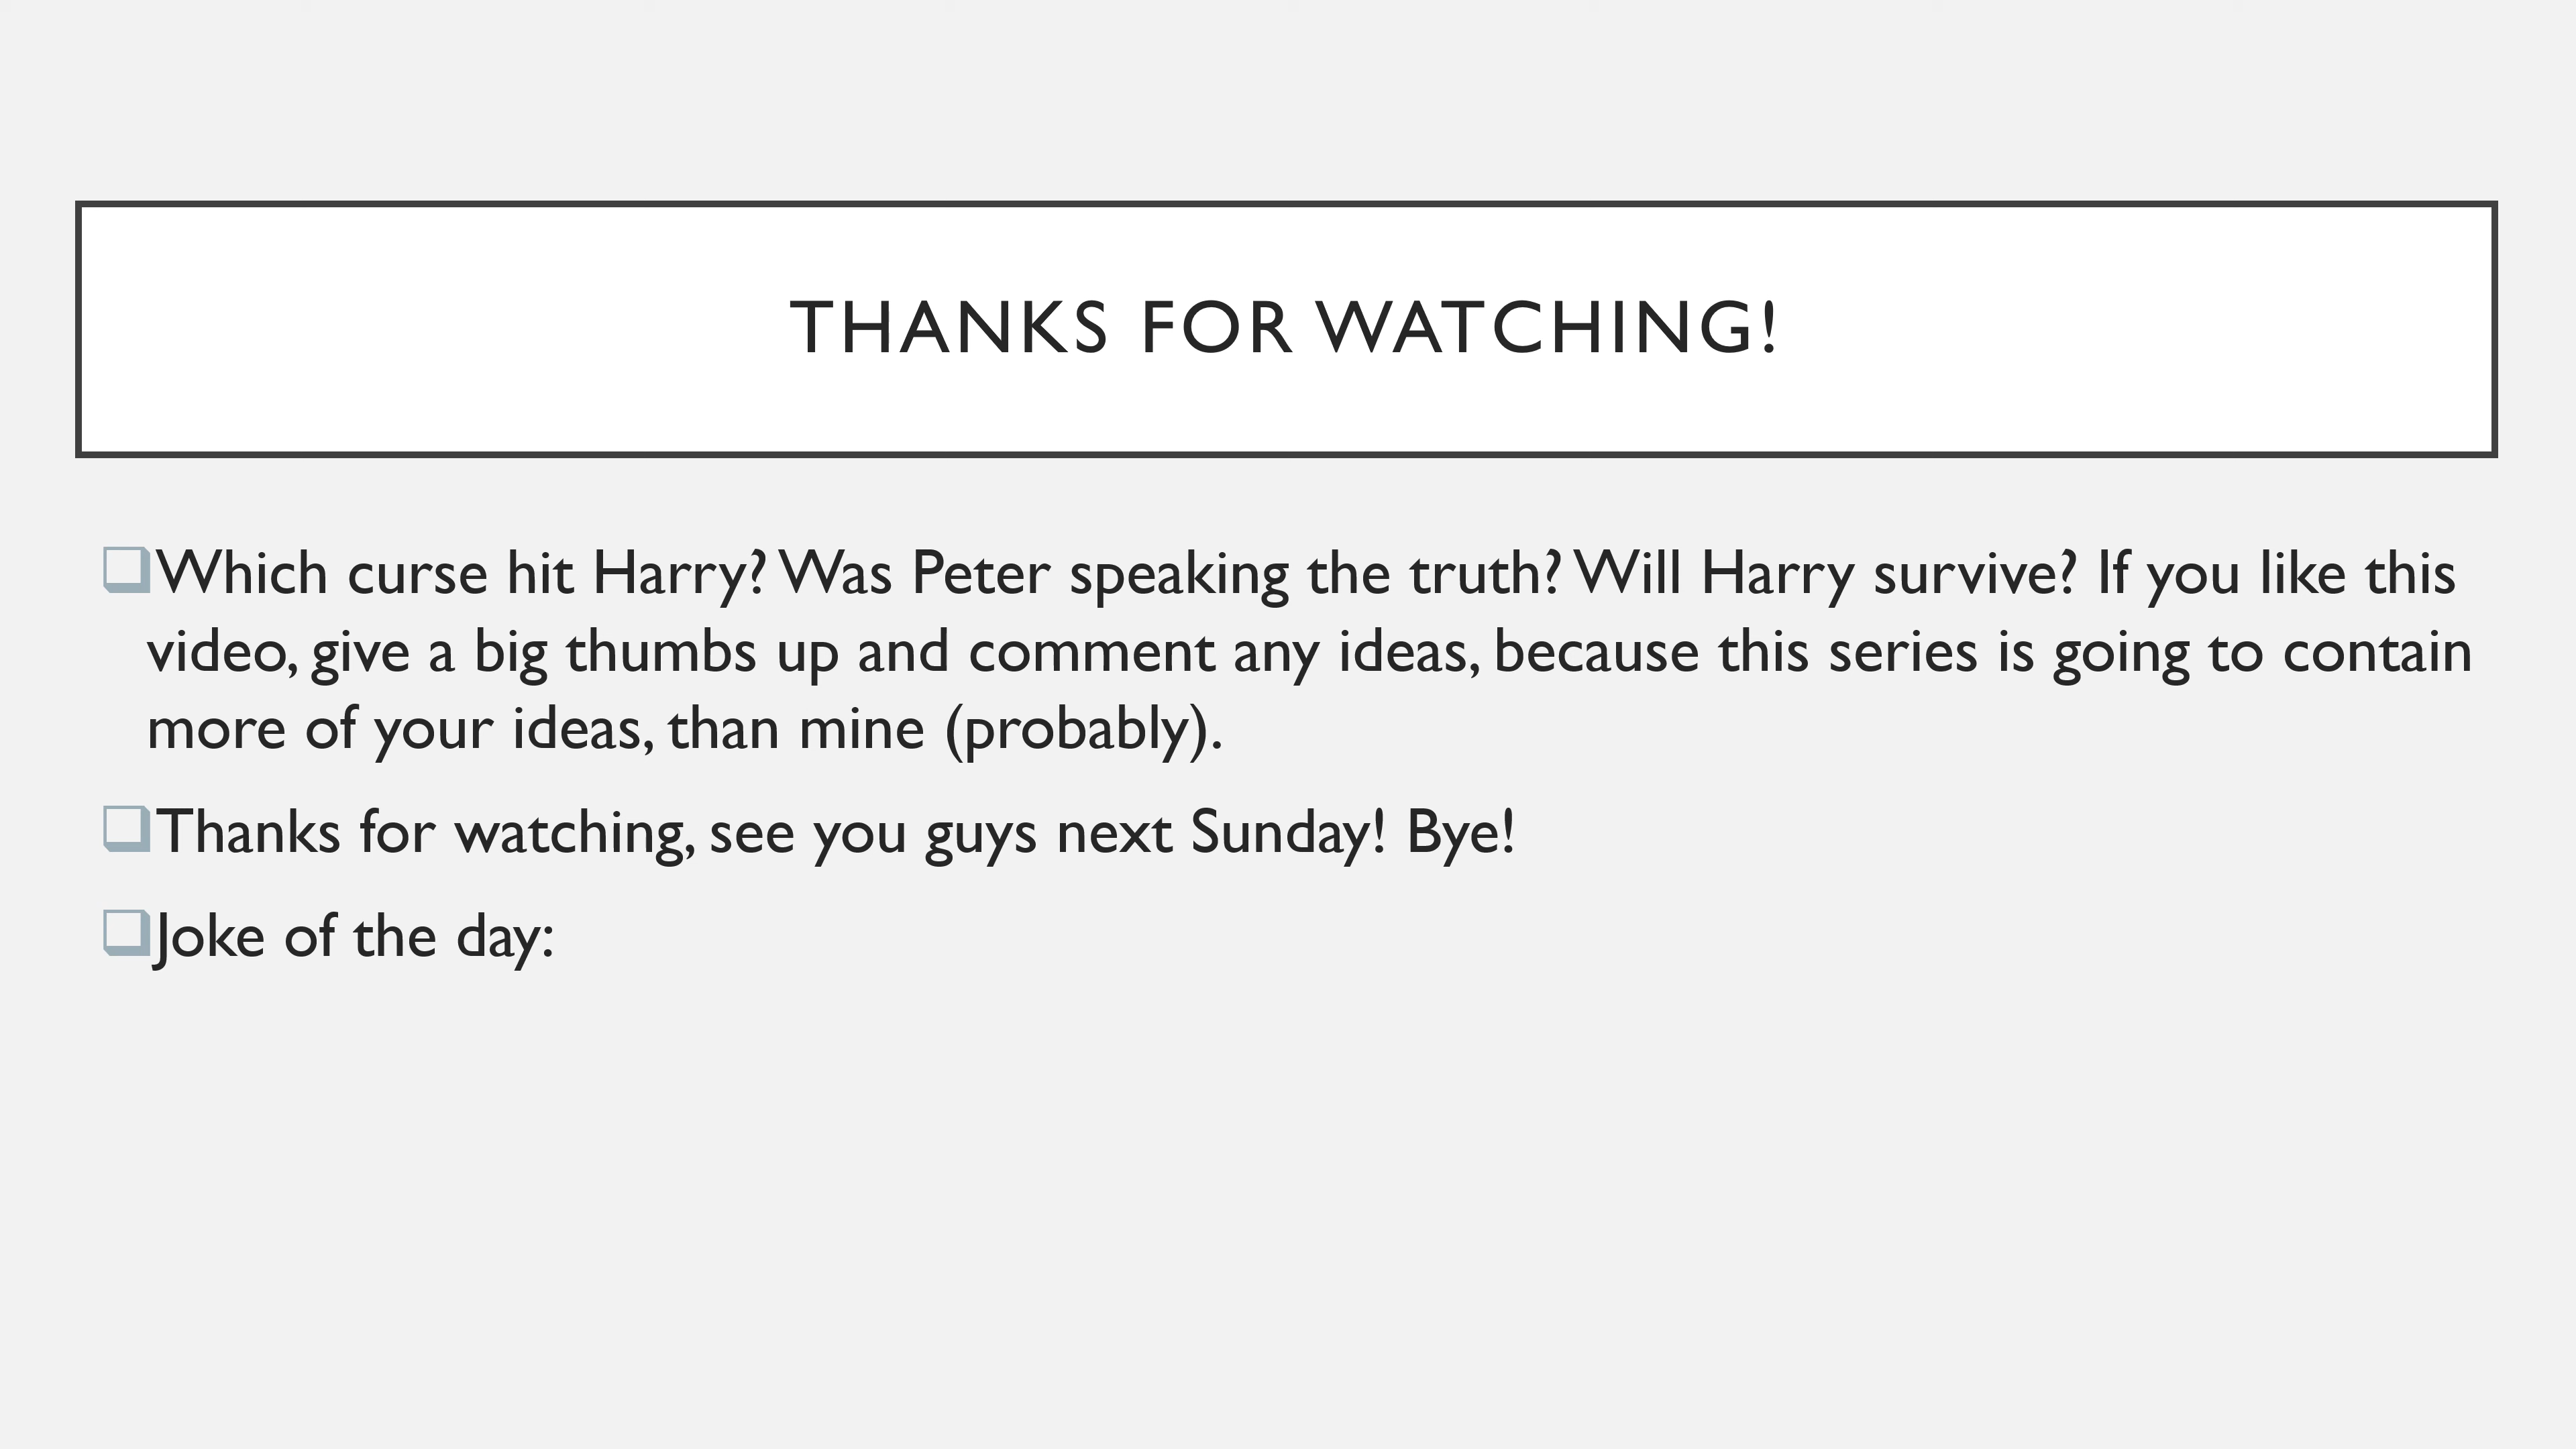 THANKS FOR WATCHING!
Which curse hit Harry? Was Peter speaking the truth? Will Harry survive? If you like this
video, give a big thumbs up and comment any ideas, because this series is going to contain
more of your ideas, than mine (probably).
Thanks for watching, see you guys next Sunday! Bye!
Joke of the day: